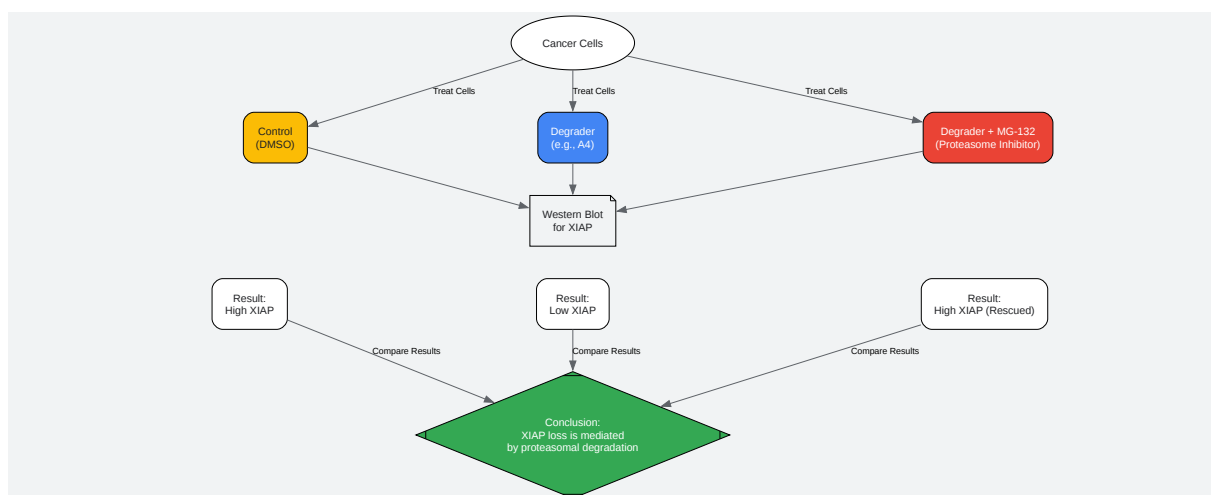 Cancer Cells
Treat Cells
Treat Cells
Treat Cells
Control
(DMSO)
Degrader
(e.g., A4)
Degrader + MG-132
(Proteasome Inhibitor)
Western Blot
for XIAP
Result:
High XIAP
Result:
Low XIAP
Result:
High XIAP (Rescued)
Compare Results
Compare Results
Compare Results
Conclusion:
XIAP loss is mediated
by proteasomal degradation